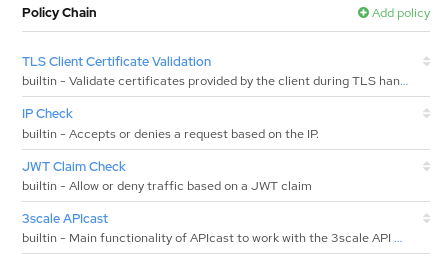 Policy Chain
Add policy
TLS Client Certificate Validation
builtin - Validate certificates provided by the client during TLS han...
IP Check
builtin - Accepts or denies a request based on the IP.
JWT Claim Check
builtin - Allow or deny traffic based on a JWT claim
3scale APIcast
builtin - Main functionality of APIcast to work with the 3scale API ...